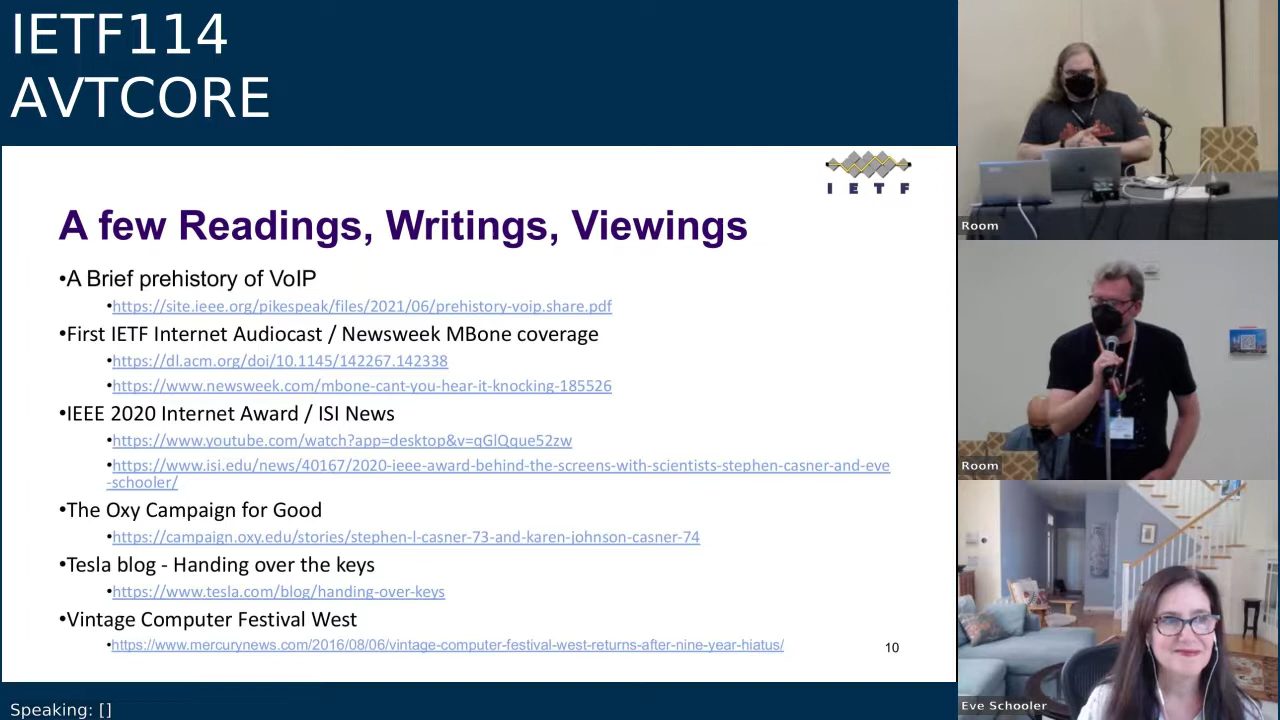 IETF114
AVTCORE
I E T F
A few Readings, Writings, Viewings
•A Brief prehistory of VoIP
•https://site.ieee.org/pikespeak/files/2021/06/prehistory-voip.share.pdf
•First IETF Internet Audiocast / Newsweek MBone coverage
•https://dl.acm.org/doi/10.1145/142267.142338
•https://www.newsweek.com/mbone-cant-you-hear-it-knocking-185526
•IEEE 2020 Internet Award / ISI News
•https://www.youtube.com/watch?app=desktop&v=qGlQque52zw
•https://www.isi.edu/news/40167/2020-ieee-award-behind-the-screens-with-scientists-stephen-casner-and-eve
-schooler/
•The Oxy Campaign for Good
•https://campaign.oxy.edu/stories/stephen-l-casner-73-and-karen-johnson-casner-74
•Tesla blog - Handing over the keys
•https://www.tesla.com/blog/handing-over-keys
•Vintage Computer Festival West
•https://www.mercurynews.com/2016/08/06/vintage-computer-festival-west-returns-after-nine-year-hiatus/
10
Speaking: []
Room
Room
Eve Schooler